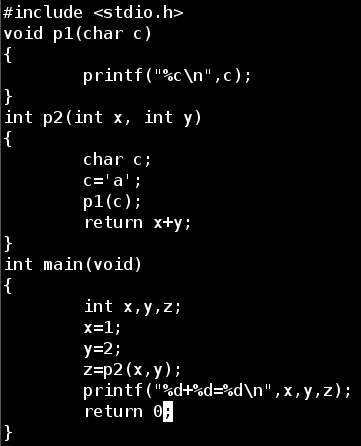 #include <stdio.h>
void p1(char c)
{
        printf("%c\n",c);
}
int p2(int x, int y)
{
        char c;
        c='a';
        p1(c);
        return x+y;
}
int main(void)
{
        int x,y,z;
        x=1;
        y=2;
        z=p2(x,y);
        printf("%d+%d=%d\n",x,y,z);
        return 0;
}